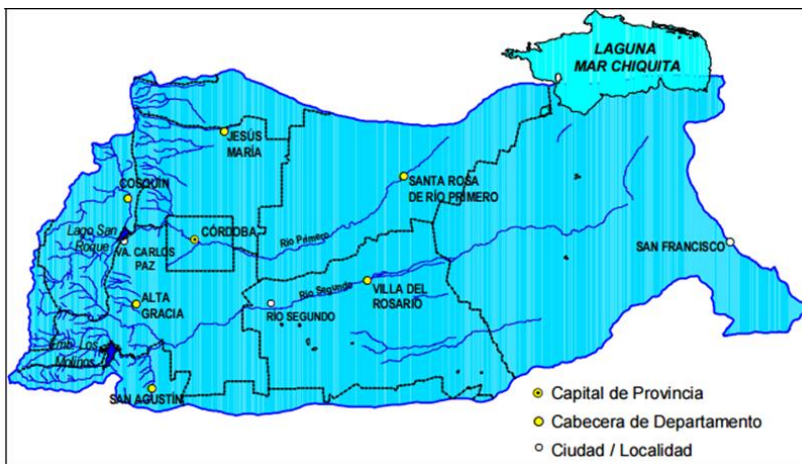 LAGUNA
MAR CHIQUITA
JESÚS
MARÍA
COSQUÍN
SANTA ROSA
DE RÍO PRIMERO
Lago San
Roque
CÓRDOBA
Río Primero
VA. CARLOS
PAZ
SAN FRANCISCO
ALTA
GRACIA
Río Segundo
VILLA DEL
ROSARIO
RÍO SEGUNDO
Emb. Los
Molinos
SAN AGUSTÍN
Capital de Provincia
Cabecera de Departamento
Ciudad / Localidad